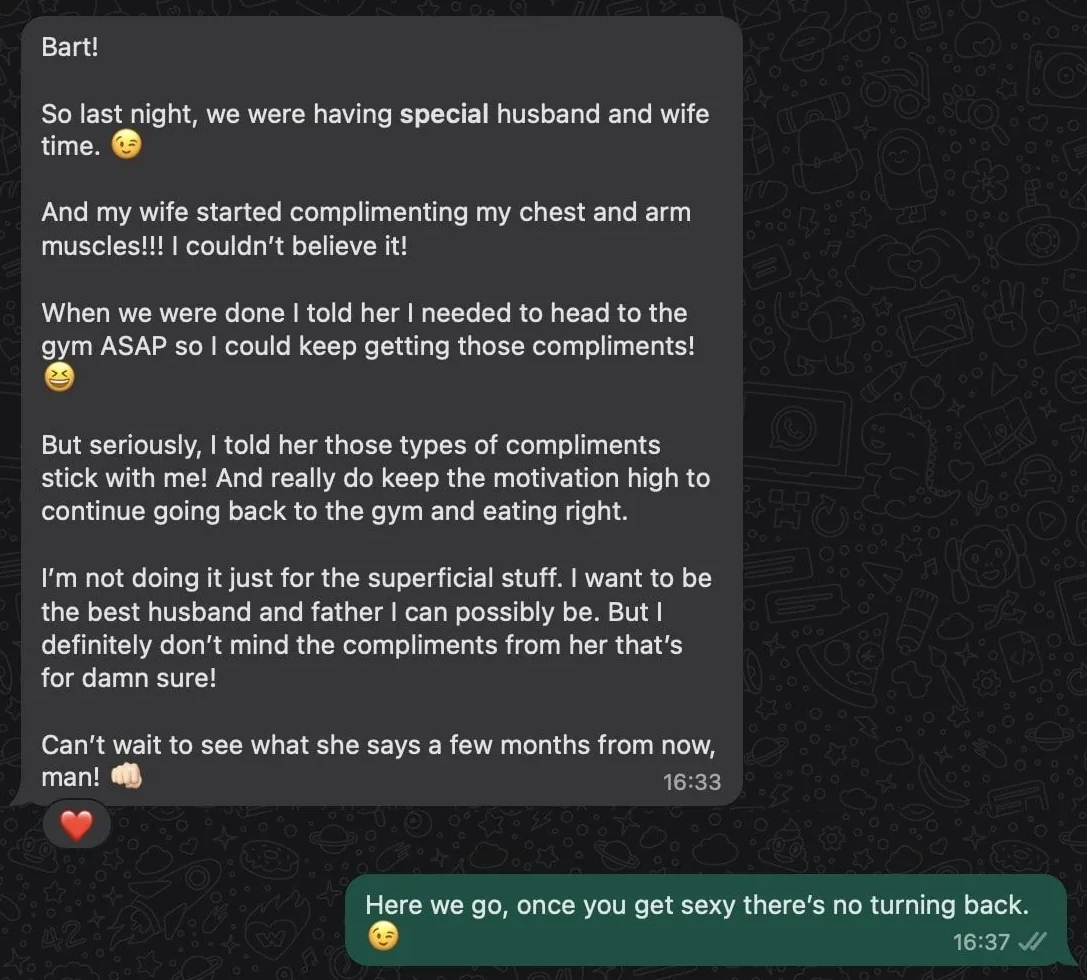 Bart!
So last night, we were having special husband and wife
time. 😉
And my wife started complimenting my chest and arm
muscles!!! I couldn’t believe it!
When we were done I told her I needed to head to the
gym ASAP so I could keep getting those compliments!
😆
But seriously, I told her those types of compliments
stick with me! And really do keep the motivation high to
continue going back to the gym and eating right.
I’m not doing it just for the superficial stuff. I want to be
the best husband and father I can possibly be. But I
definitely don’t mind the compliments from her that’s
for damn sure!
Can’t wait to see what she says a few months from now,
man! 👊🏻
16:33
❤️
Here we go, once you get sexy there’s no turning back.
😉
16:37